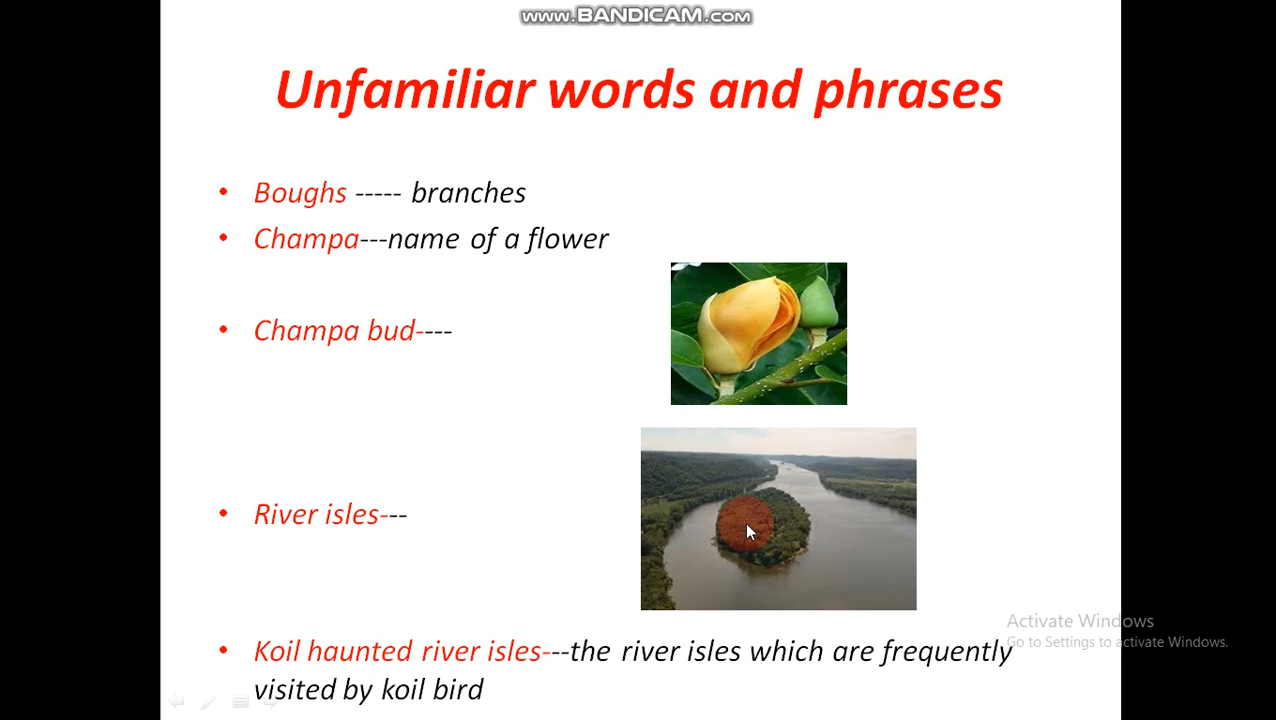 www.BANDICAM.com
Unfamiliar words and phrases
• Boughs ----- branches
• Champa---name of a flower
• Champa bud----
• River isles---
• Koil haunted river isles---the river isles which are frequently
visited by koil bird
Activate Windows
Go to Settings to activate Windows.